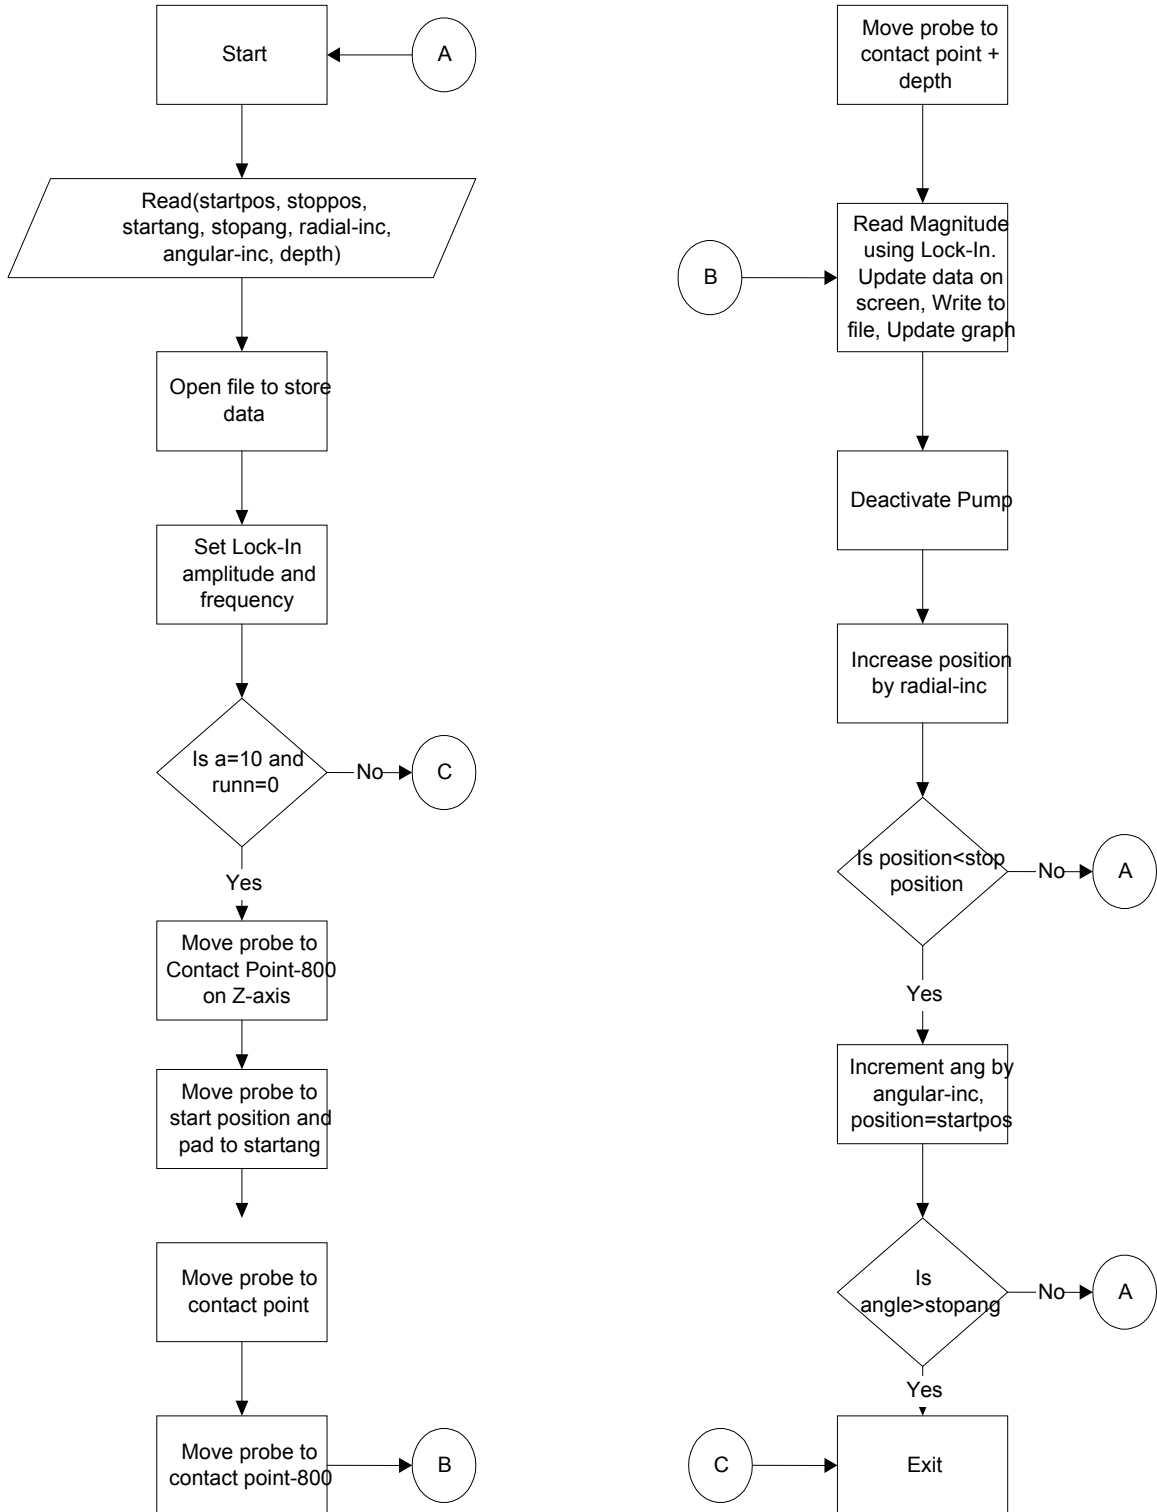 Start
A
Read(startpos, stoppos,
startang, stopang, radial-inc,
angular-inc, depth)
Open file to store
data
Set Lock-In
amplitude and
frequency
Is a=10 and
runn=0
No
C
Yes
Move probe to
Contact Point-800
on Z-axis
Move probe to
start position and
pad to startang
Move probe to
contact point
Move probe to
contact point-800
B
Move probe to
contact point +
depth
B
Read Magnitude
using Lock-In.
Update data on
screen, Write to
file, Update graph
Deactivate Pump
Increase position
by radial-inc
Is position<stop
position
No
A
Yes
Increment ang by
angular-inc,
position=startpos
Is
angle>stopang
No
A
Yes
C
Exit